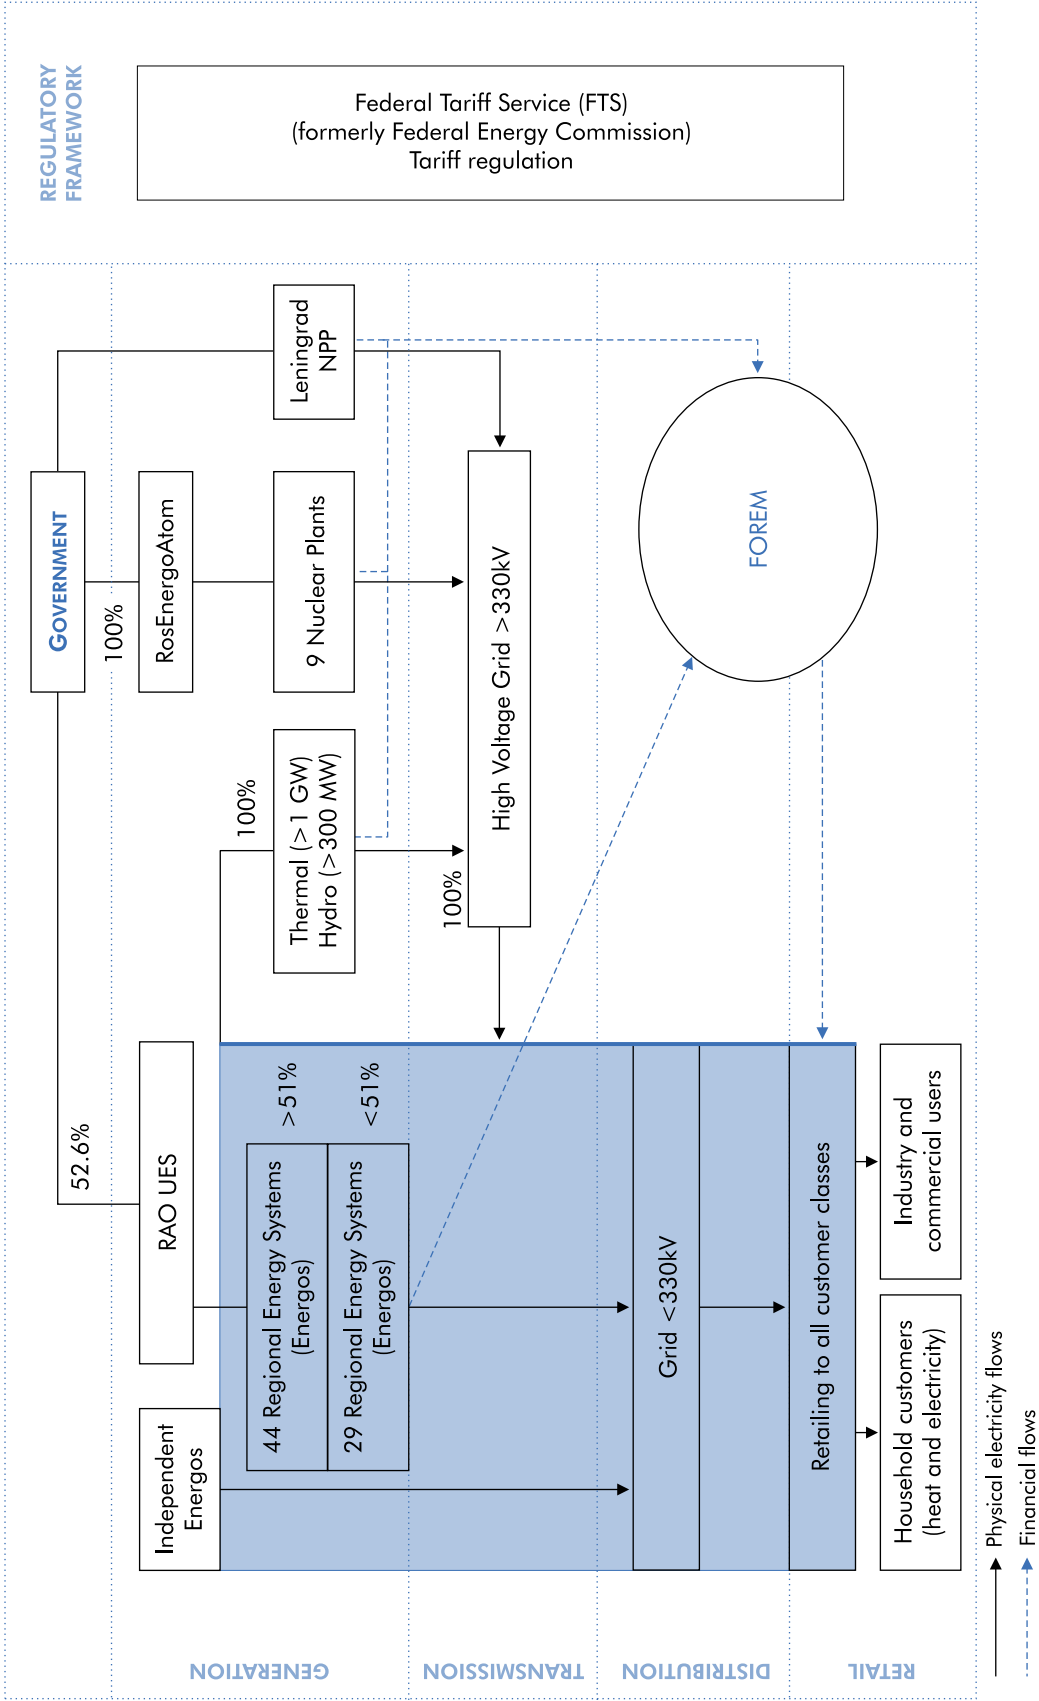 REGULATORY
FRAMEWORK
Federal Tariff Service (FTS)
(formerly Federal Energy Commission)
Tariff regulation
GOVERNMENT
52.6%
100%
RAO UES
RosEnergoAtom
Independent
Energos
100%
>51%
<51%
44 Regional Energy Systems
(Energos)
29 Regional Energy Systems
(Energos)
Thermal (>1 GW)
Hydro (>300 MW)
9 Nuclear Plants
Leningrad
NPP
GENERATION
100%
High Voltage Grid >330kV
TRANSMISSION
Grid <330kV
FOREM
DISTRIBUTION
Retailing to all customer classes
Household customers
(heat and electricity)
Industry and
commercial users
RETAIL
Physical electricity flows
Financial flows